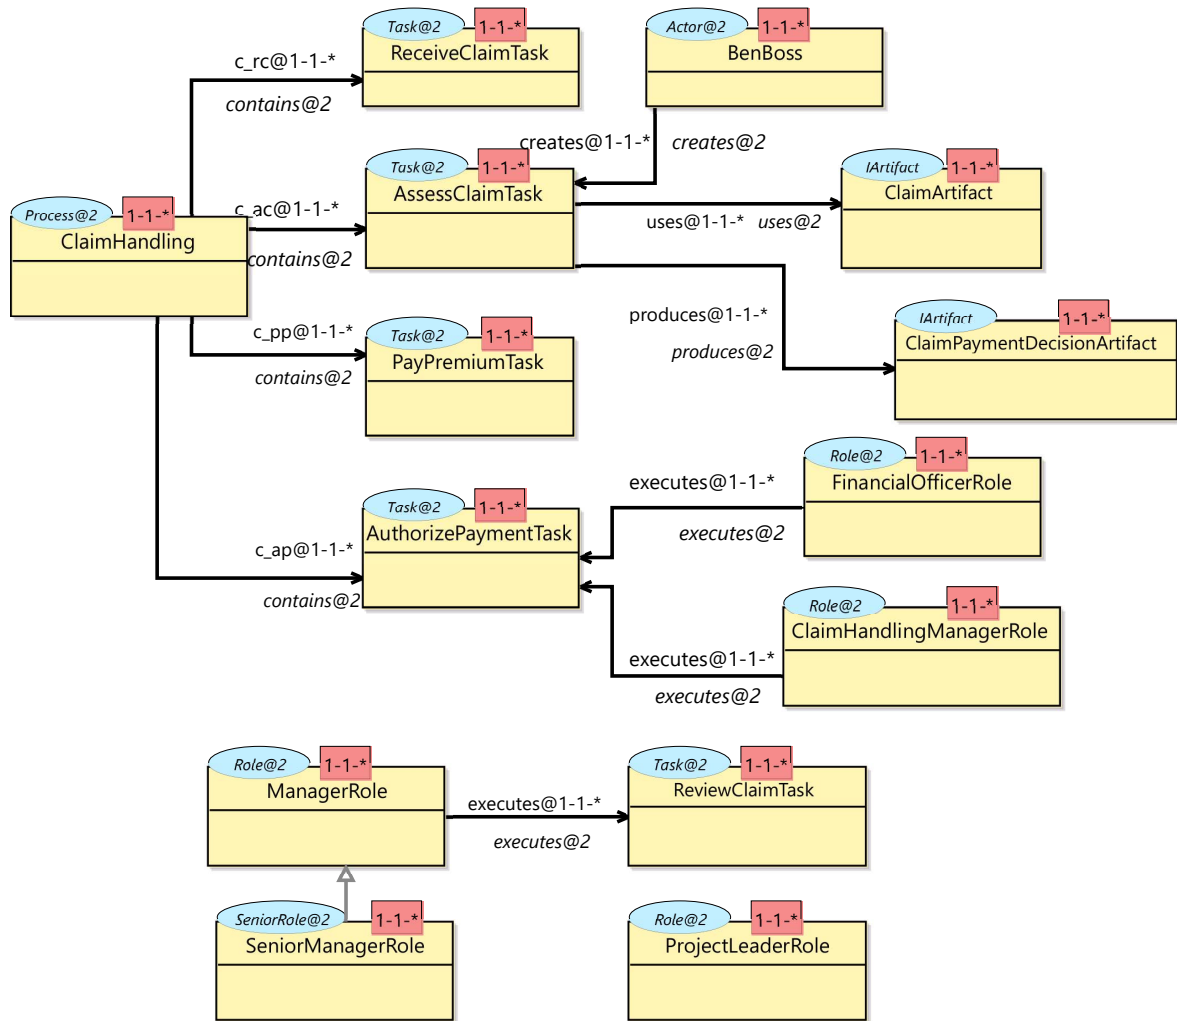 Task@2 1-1-*
ReceiveClaimTask
Actor@2 1-1-*
BenBoss
c_rc@1-1-*
contains@2
creates@1-1-* creates@2
Task@2 1-1-*
AssessClaimTask
IArtifact 1-1-*
ClaimArtifact
uses@1-1-* uses@2
Process@2 1-1-*
ClaimHandling
c_ac@1-1-*
contains@2
produces@1-1-*
produces@2
IArtifact 1-1-*
ClaimPaymentDecisionArtifact
c_pp@1-1-*
contains@2
Task@2 1-1-*
PayPremiumTask
Role@2 1-1-*
FinancialOfficerRole
executes@1-1-*
executes@2
Task@2 1-1-*
AuthorizePaymentTask
c_ap@1-1-*
contains@2
Role@2 1-1-*
ClaimHandlingManagerRole
executes@1-1-*
executes@2
Role@2 1-1-*
ManagerRole
executes@1-1-*
executes@2
Task@2 1-1-*
ReviewClaimTask
SeniorRole@2 1-1-*
SeniorManagerRole
Role@2 1-1-*
ProjectLeaderRole